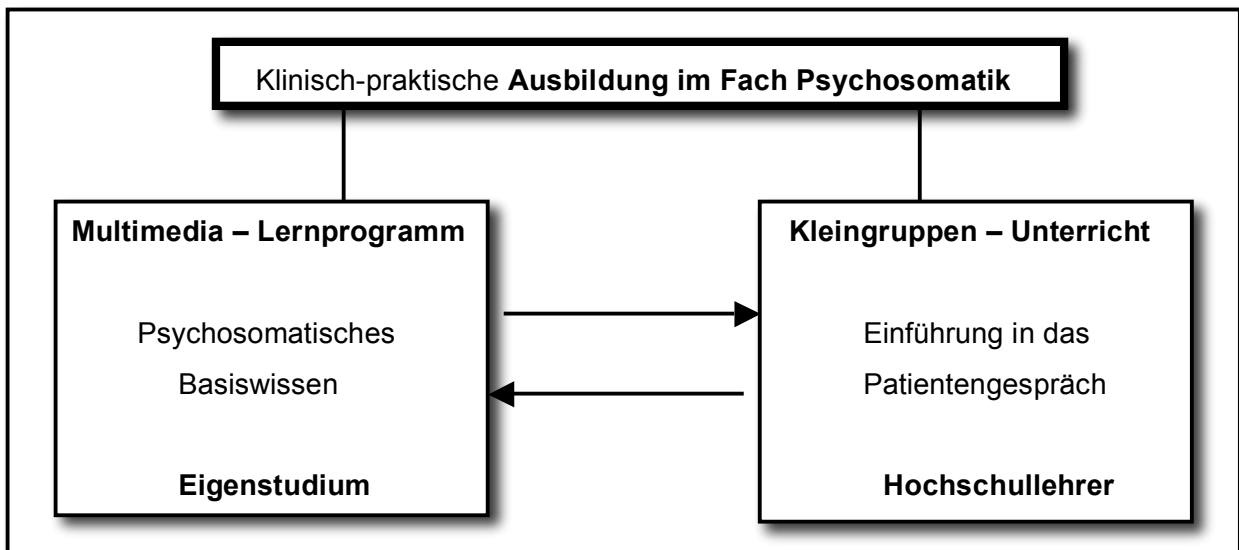 Klinisch-praktische Ausbildung im Fach Psychosomatik
Multimedia – Lernprogramm
Psychosomatisches
Basiswissen
Eigenstudium
Kleingruppen – Unterricht
Einführung in das
Patientengespräch
Hochschullehrer